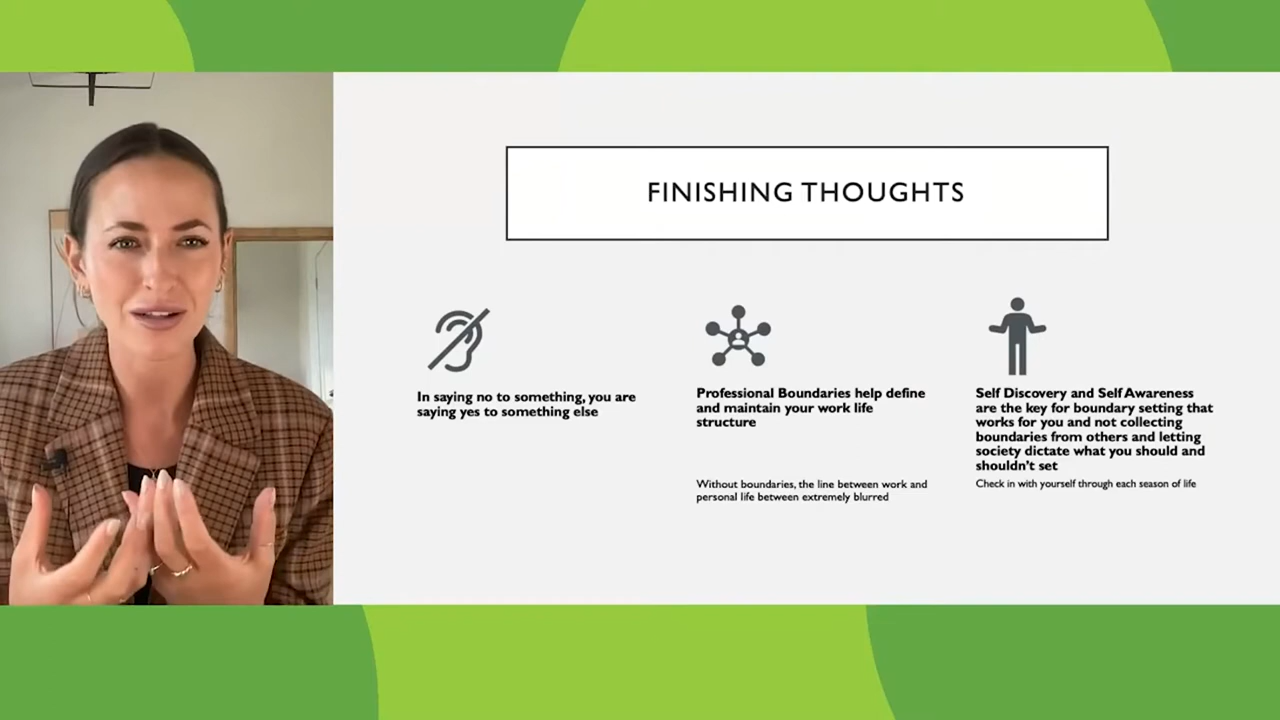 FINISHING THOUGHTS
In saying no to something, you are
saying yes to something else
Professional Boundaries help define
and maintain your work life
structure
Without boundaries, the line between work and
personal life between extremely blurred
Self Discovery and Self Awareness
are the key for boundary setting that
works for you and not collecting
boundaries from others and letting
society dictate what you should and
shouldn't set
Check in with yourself through each season of life